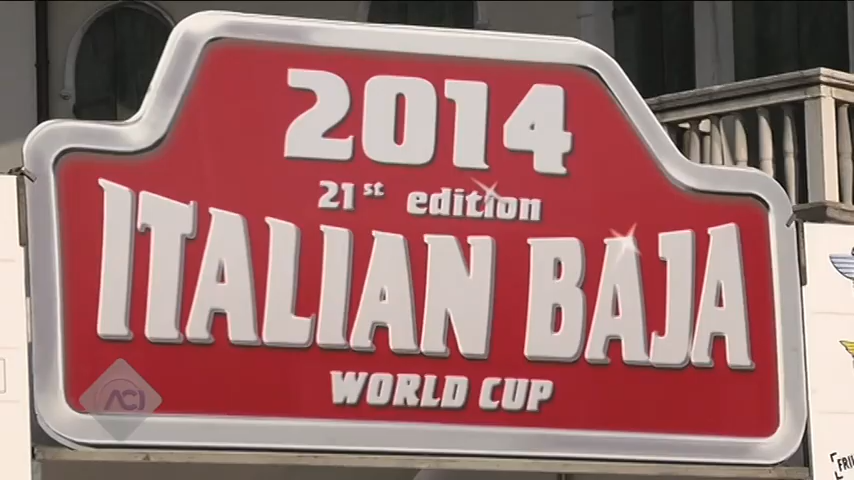 2014
21st edition
ITALIAN BAJA
WORLD CUP
ACI